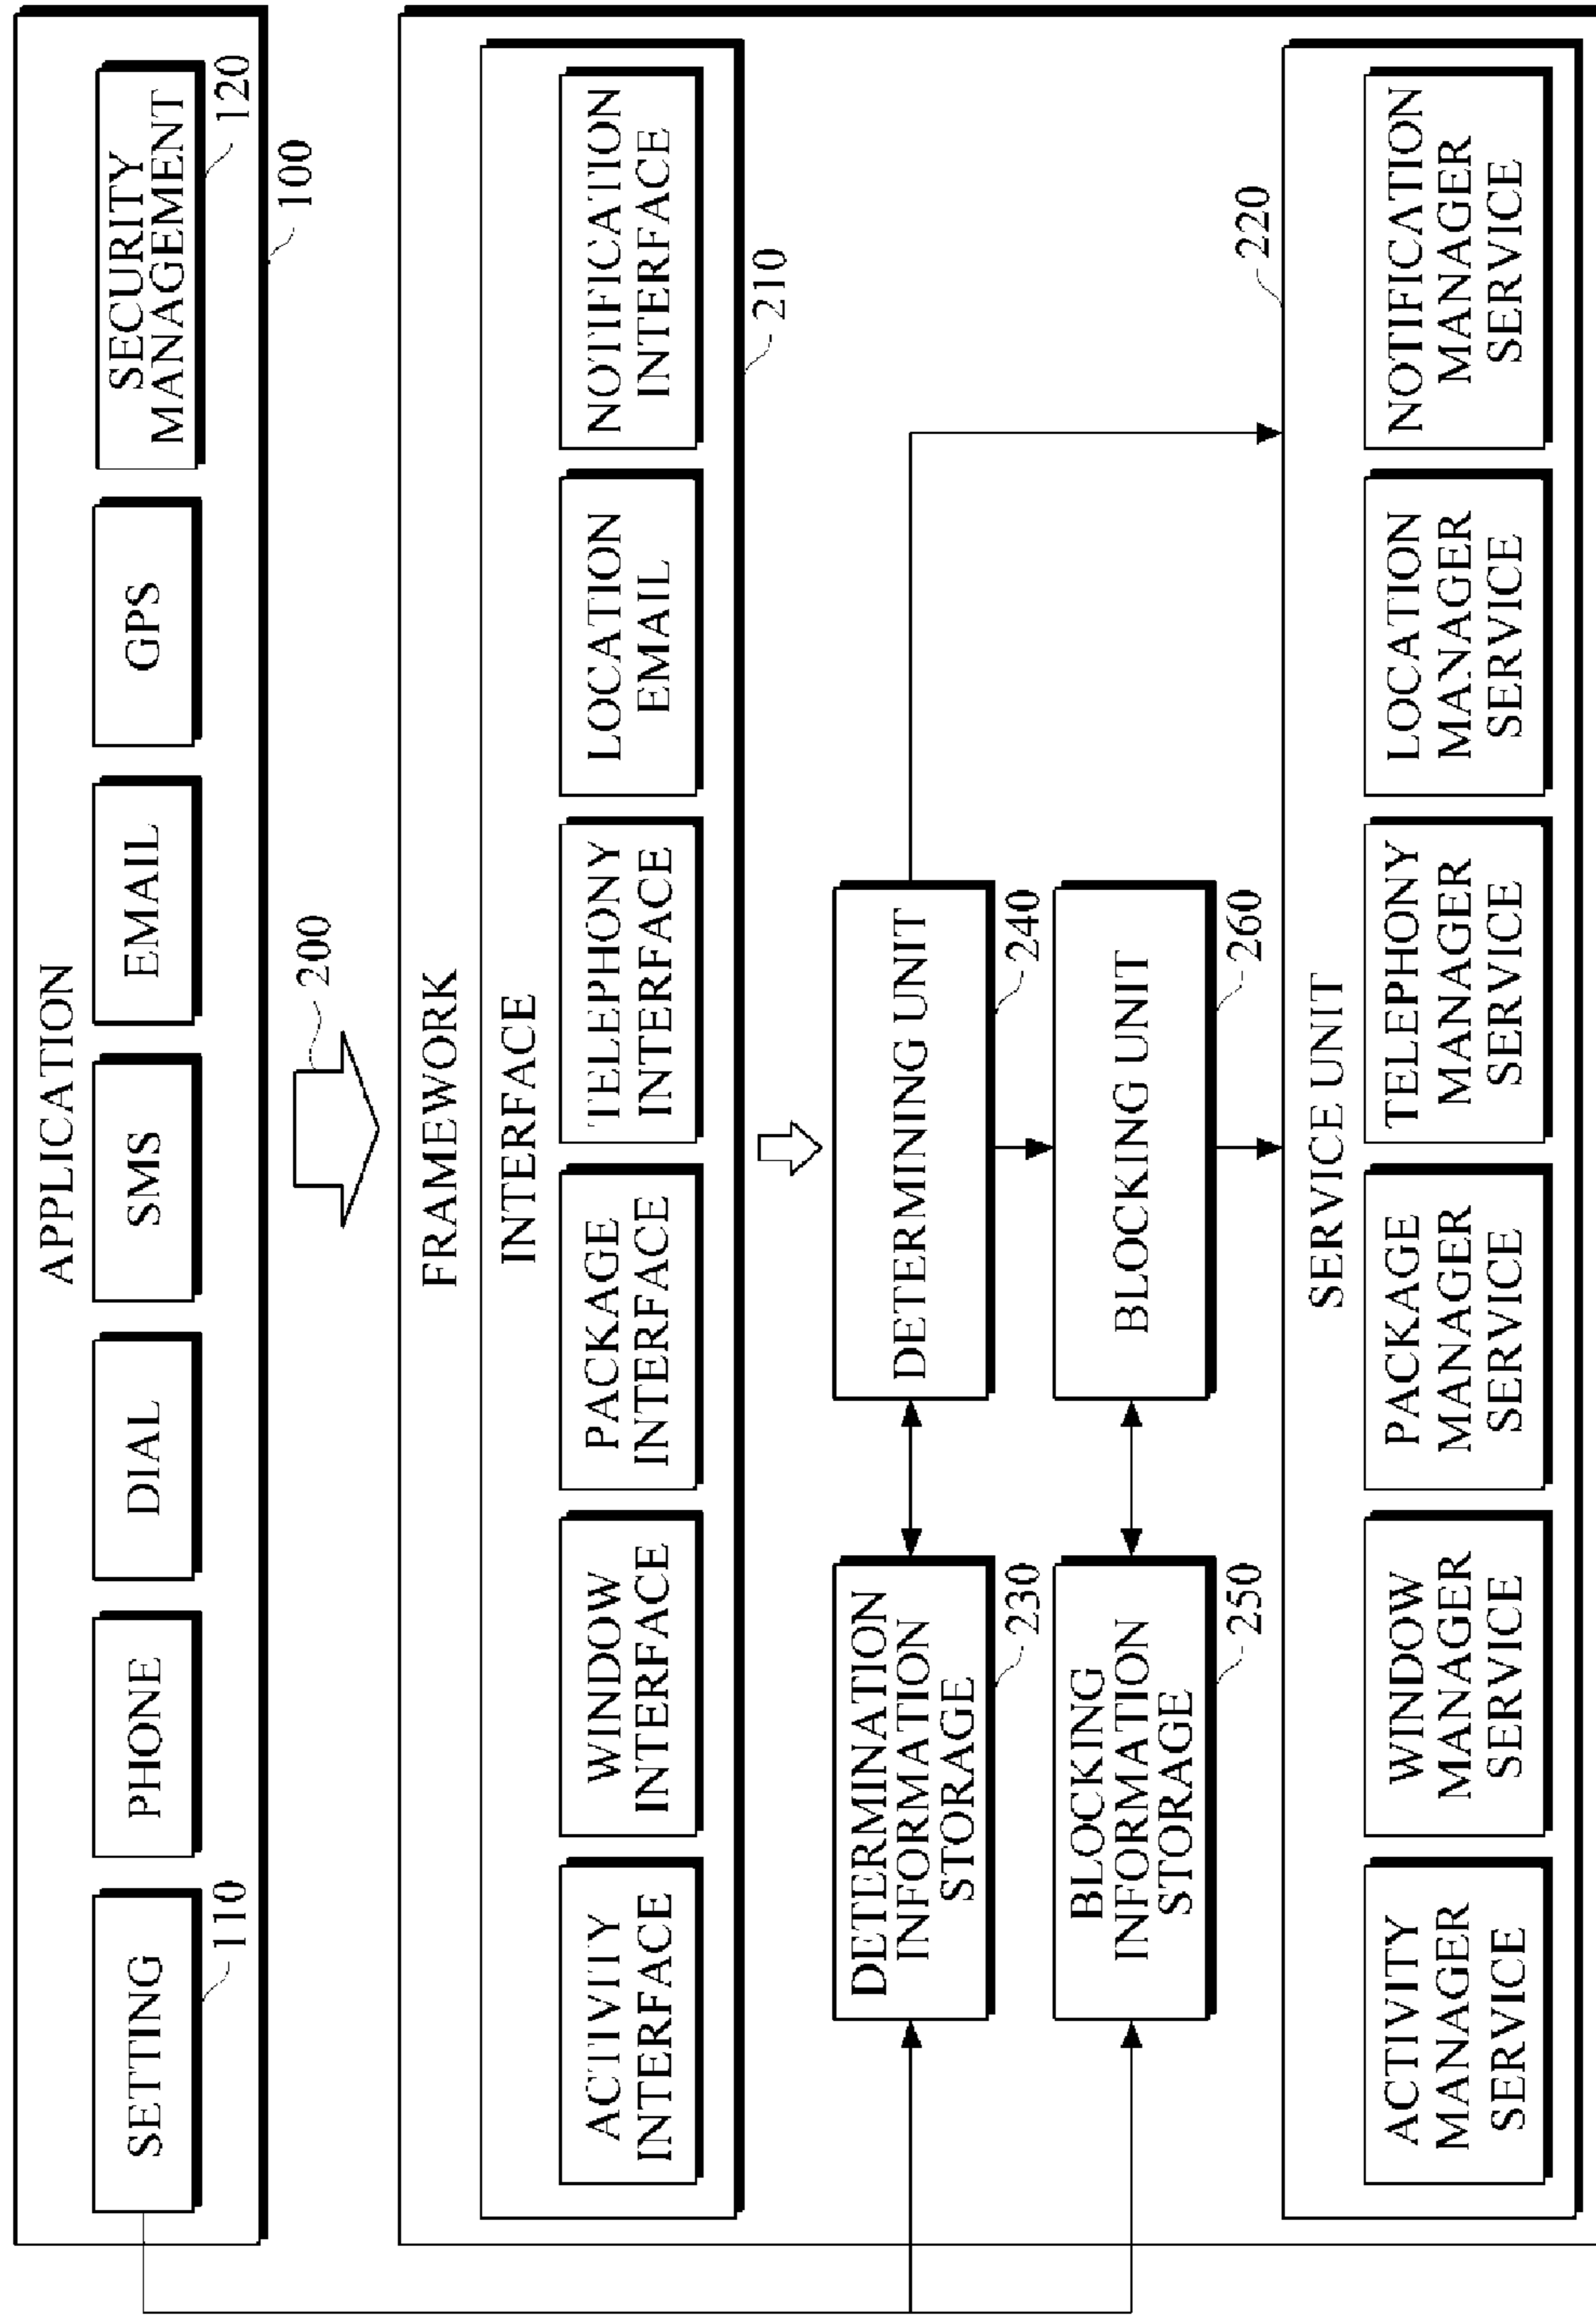 APPLICATION
SETTING
PHONE
DIAL
SMS
EMAIL
GPS
SECURITY
MANAGEMENT
110
120
100
200
FRAMEWORK
INTERFACE
ACTIVITY
INTERFACE
WINDOW
INTERFACE
PACKAGE
INTERFACE
TELEPHONY
INTERFACE
LOCATION
EMAIL
NOTIFICATION
INTERFACE
210
DETERMINATION
INFORMATION
STORAGE
230
DETERMINING UNIT
240
BLOCKING
INFORMATION
STORAGE
250
BLOCKING UNIT
260
220
SERVICE UNIT
ACTIVITY
MANAGER
SERVICE
WINDOW
MANAGER
SERVICE
PACKAGE
MANAGER
SERVICE
TELEPHONY
MANAGER
SERVICE
LOCATION
MANAGER
SERVICE
NOTIFICATION
MANAGER
SERVICE